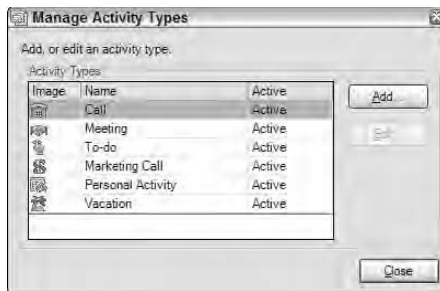 Manage Activity Types
Add, or edit an activity type.
Activity Types
Image Name Active
Call Active
Meeting Active
To-do Active
Marketing Call Active
Personal Activity Active
Vacation Active
Add...
Edit...
Close